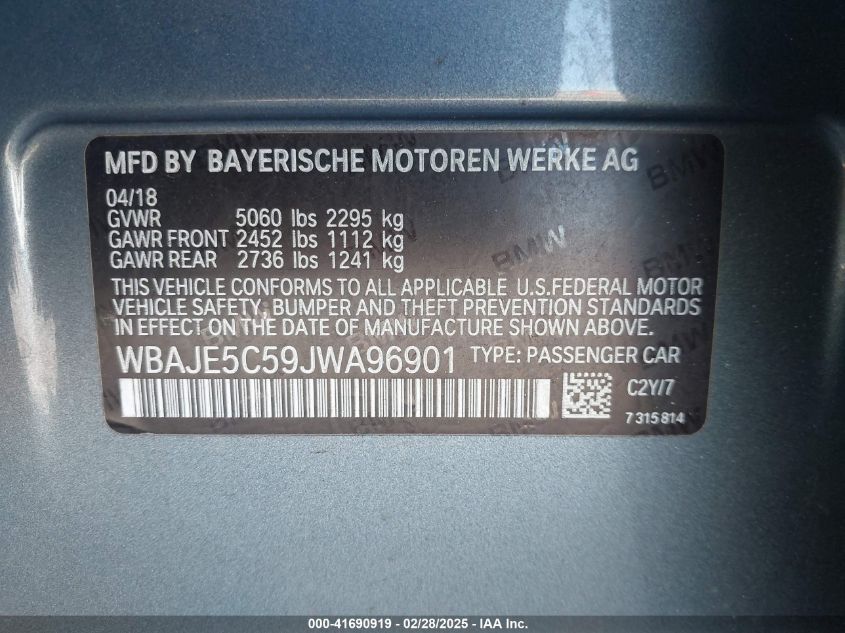 MFD BY BAYERISCHE MOTOREN WERKE AG
04/18
GVWR 5060 lbs 2295 kg
GAWR FRONT 2452 lbs 1112 kg
GAWR REAR 2736 lbs 1241 kg
THIS VEHICLE CONFORMS TO ALL APPLICABLE U.S.FEDERAL MOTOR
VEHICLE SAFETY, BUMPER AND THEFT PREVENTION STANDARDS
IN EFFECT ON THE DATE OF MANUFACTURE SHOWN ABOVE.
WBAJE5C59JWA96901 TYPE: PASSENGER CAR
C2Y/7
7315814
BMW
BMW
000-41690919 - 02/28/2025 - IAA Inc.